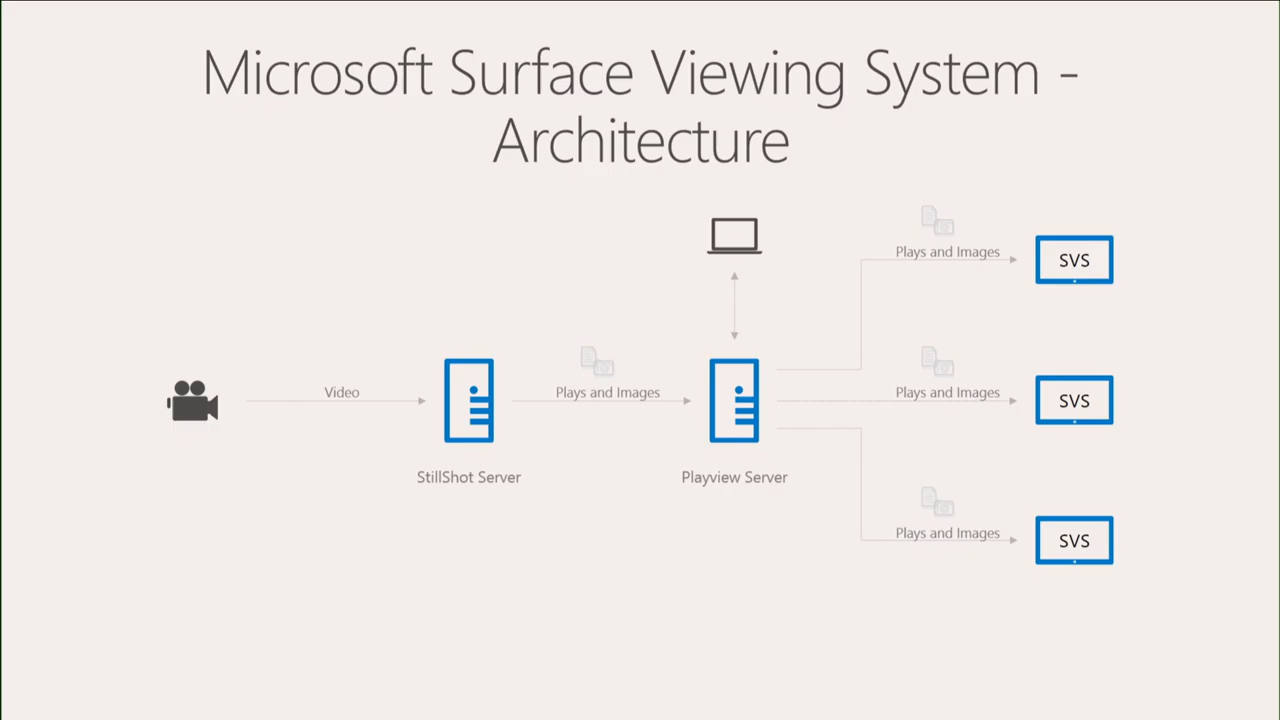 Microsoft Surface Viewing System -
Architecture
Plays and Images
SVS
Video
Plays and Images
Plays and Images
SVS
StillShot Server
Playview Server
Plays and Images
SVS